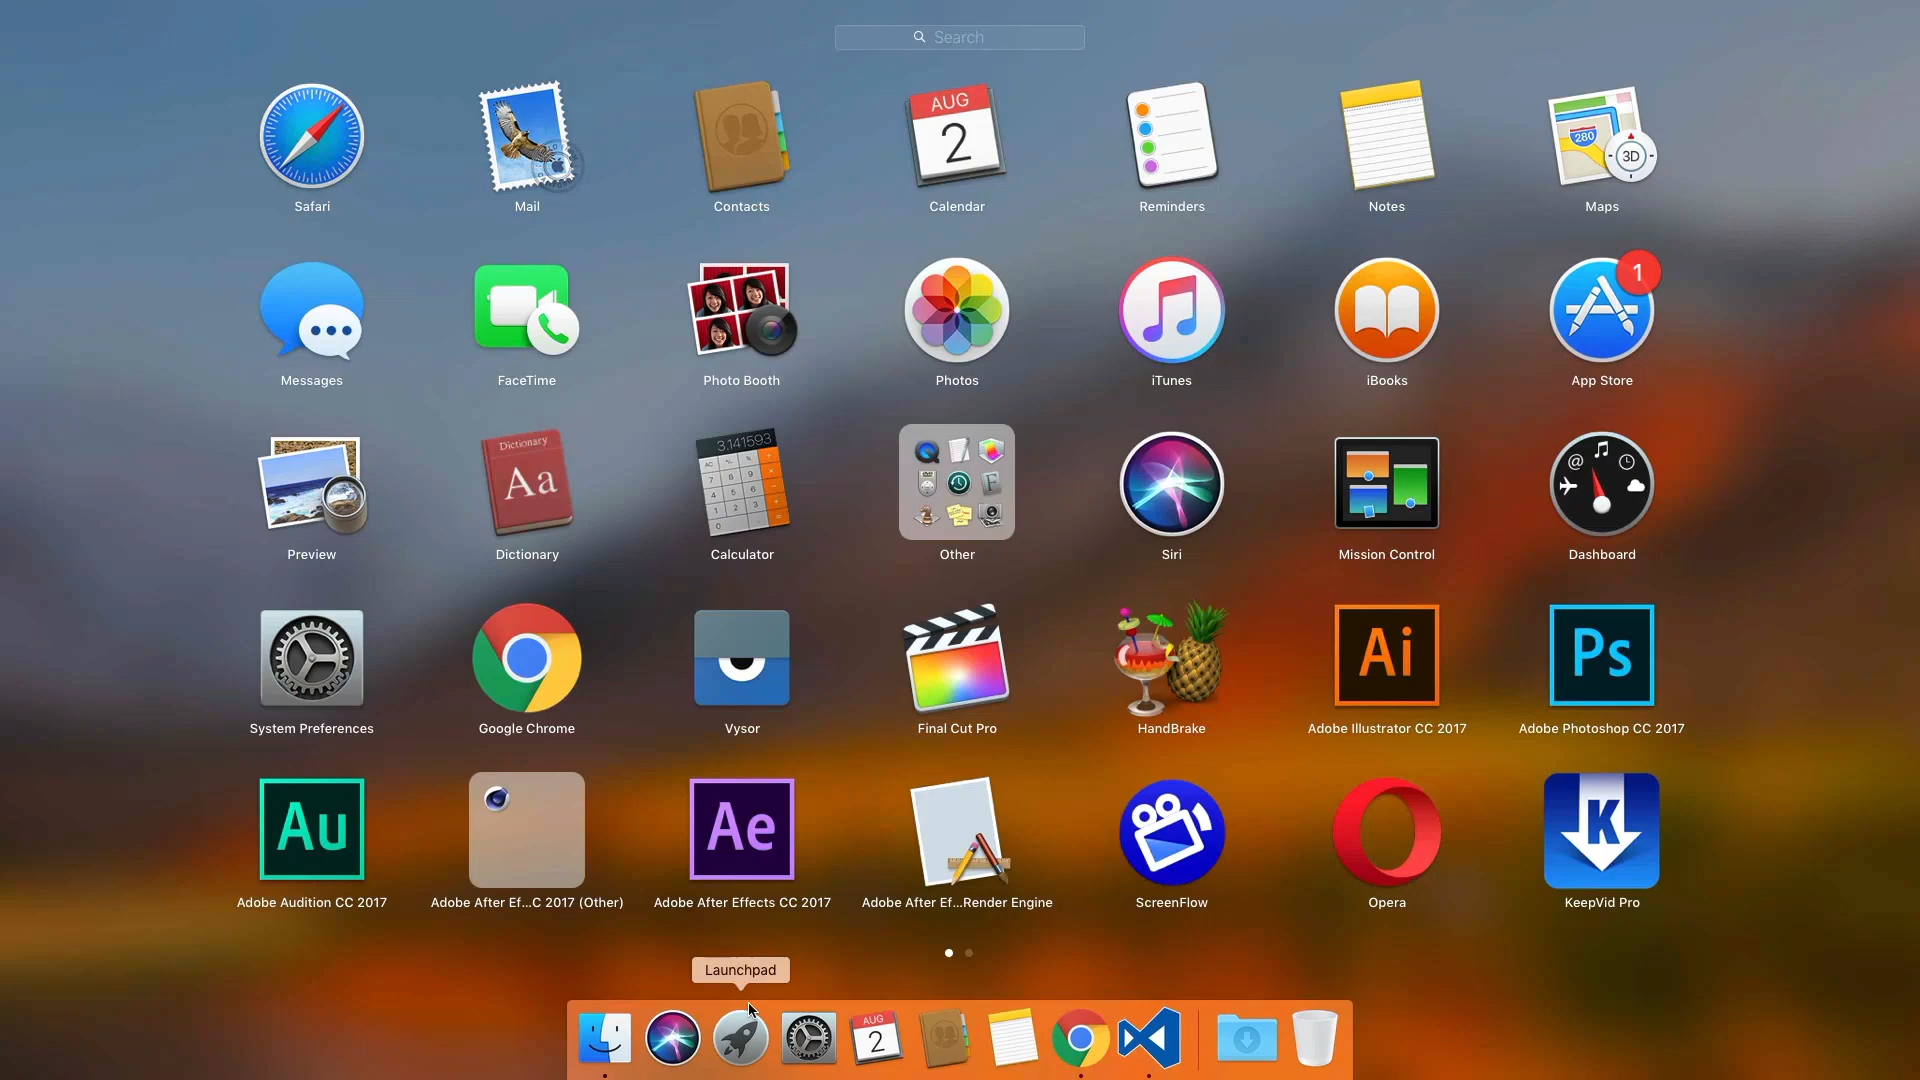 Search
AUG
2
280
3D
Safari
Mail
Contacts
Calendar
Reminders
Notes
Maps
1
Messages
FaceTime
Photo Booth
Photos
iTunes
iBooks
App Store
Dictionary
Aa
3.141593
Preview
Dictionary
Calculator
Other
Siri
Mission Control
Dashboard
Ai
Ps
System Preferences
Google Chrome
Vysor
Final Cut Pro
HandBrake
Adobe Illustrator CC 2017
Adobe Photoshop CC 2017
Au
Ae
K
Adobe Audition CC 2017
Adobe After Ef...C 2017 (Other)
Adobe After Effects CC 2017
Adobe After Ef...Render Engine
ScreenFlow
Opera
KeepVid Pro
Launchpad
AUG
2